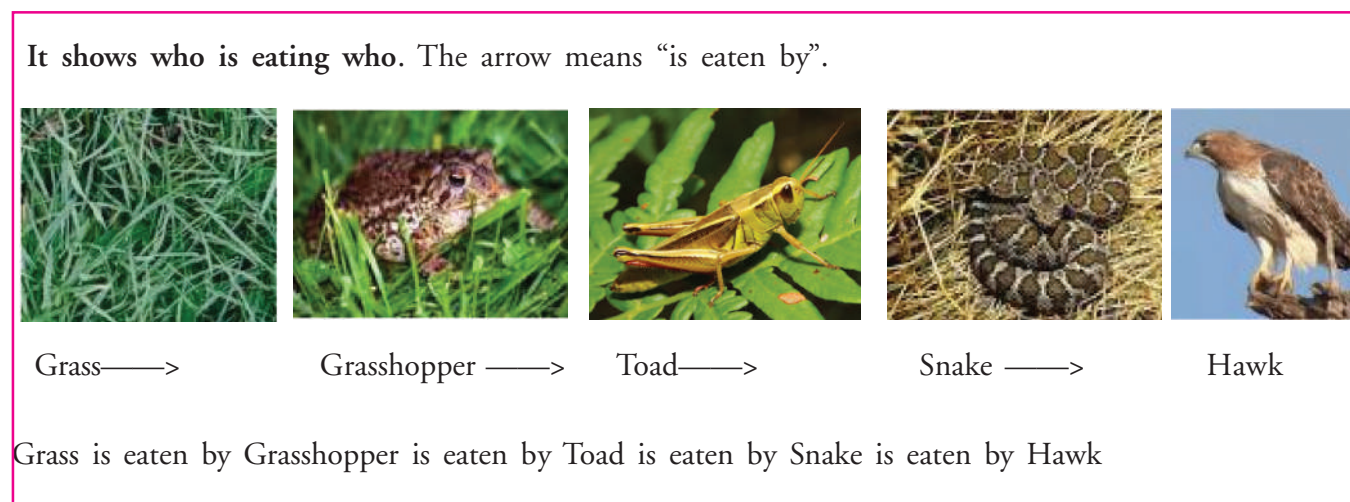 It shows who is eating who. The arrow means “is eaten by”.
Grass——> Grasshopper ——> Toad——> Snake ——> Hawk
Grass is eaten by Grasshopper is eaten by Toad is eaten by Snake is eaten by Hawk